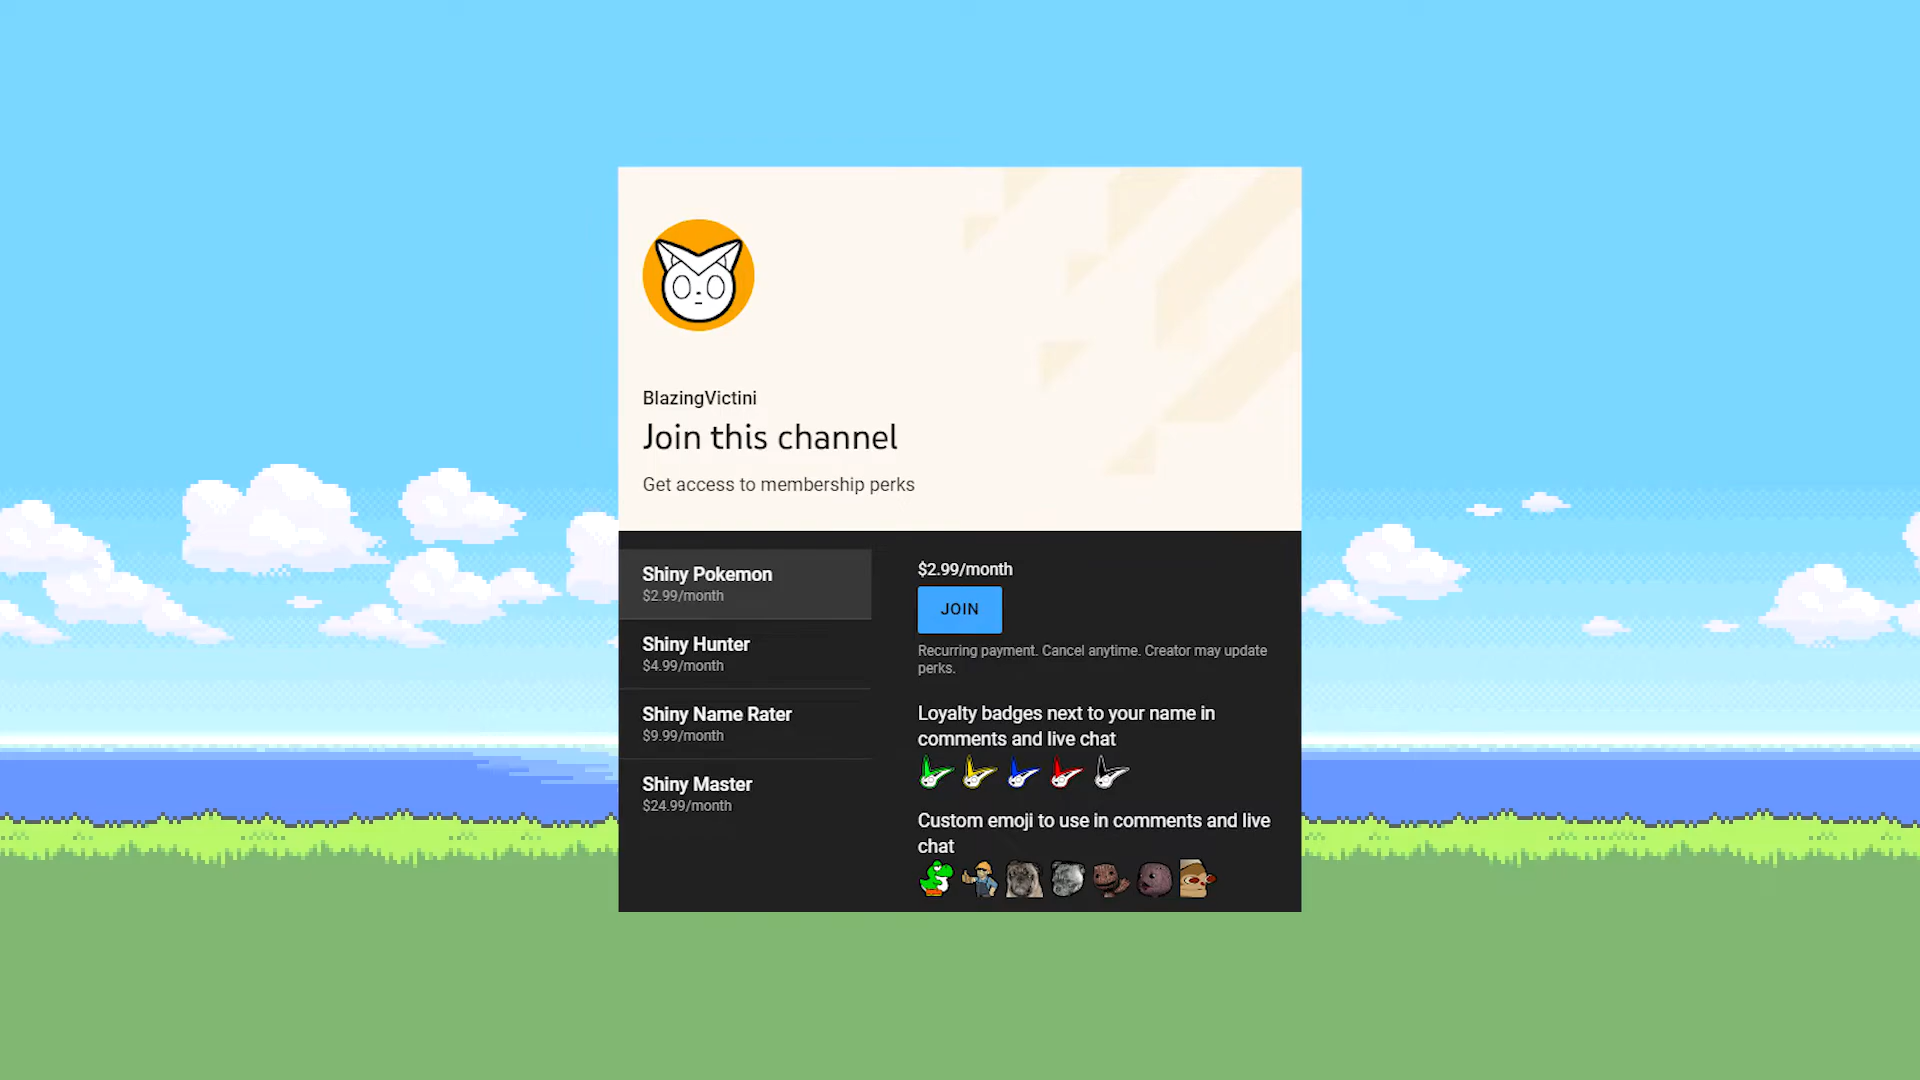 BlazingVictini
Join this channel
Get access to membership perks
Shiny Pokemon
$2.99/month
Shiny Hunter
$4.99/month
Shiny Name Rater
$9.99/month
Shiny Master
$24.99/month
$2.99/month
JOIN
Recurring payment. Cancel anytime. Creator may update
perks.
Loyalty badges next to your name in
comments and live chat
Custom emoji to use in comments and live
chat